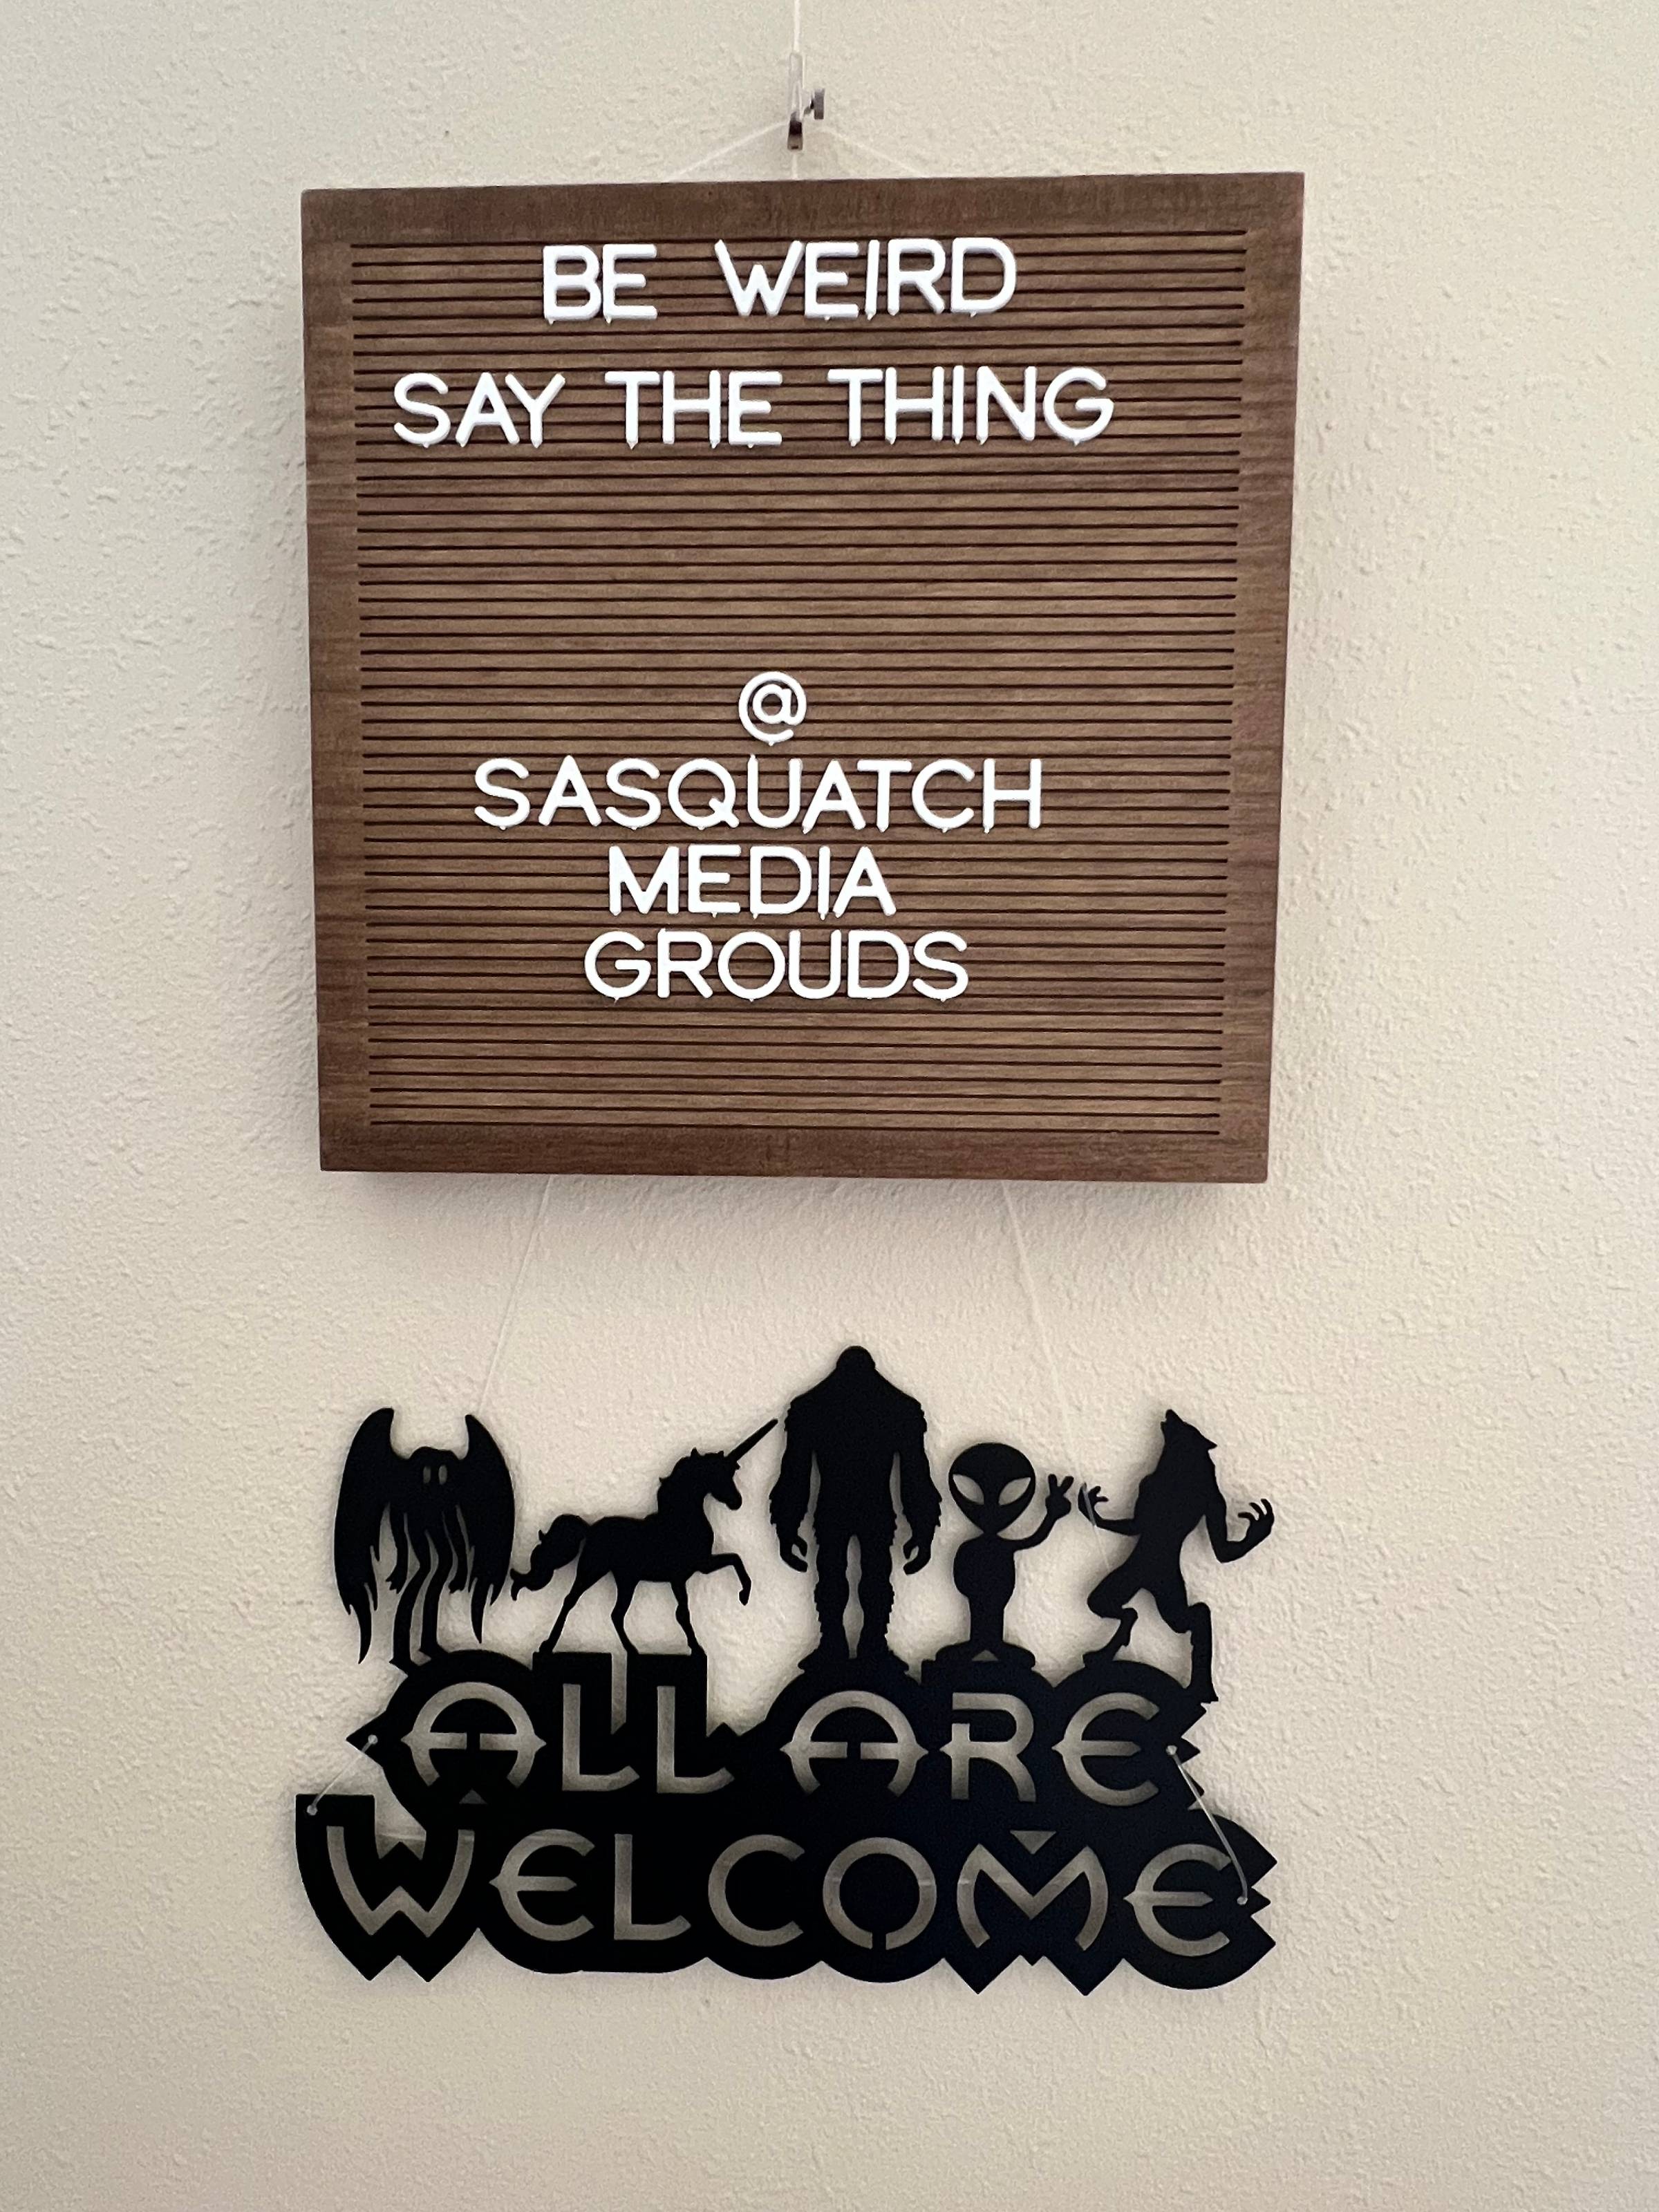 BE WEIRD
SAY THE THING
@
SASQUATCH
MEDIA
GROUDS
ALL ARE
WELCOME